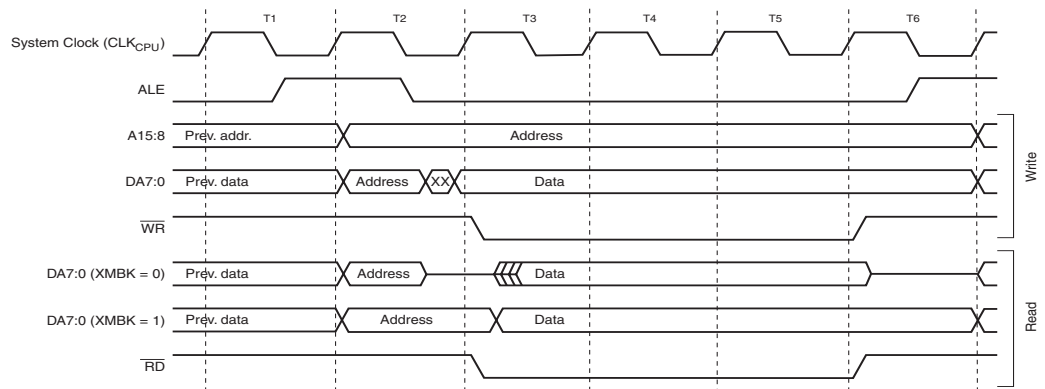 T1 T2 T3 T4 T5 T6
System Clock (CLKCPU)
ALE
A15:8 Prev. addr. Address
DA7:0 Prev. data Address XX Data
WR
Write
DA7:0 (XMBK = 0) Prev. data Address Data
DA7:0 (XMBK = 1) Prev. data Address Data
RD
Read